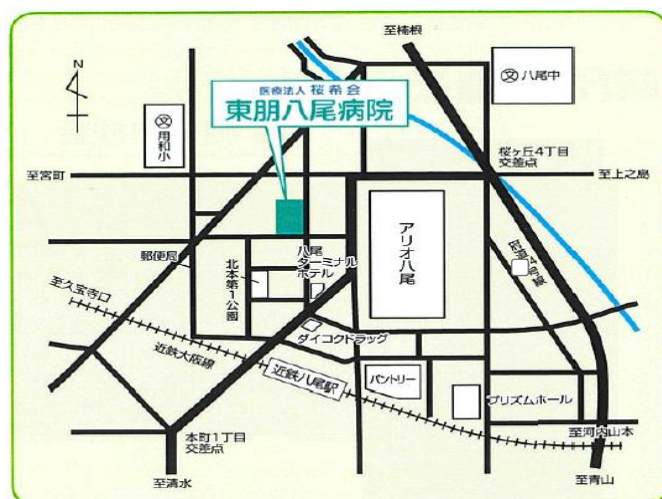 至楠根
N
文 八尾中
医療法人 桜希会
東朋八尾病院
文
用和小
桜ヶ丘4丁目
交差点
至宮町
至上之島
アリオ八尾
郵便局
北本第1公園
八尾
ターミナル
ホテル
至久宝寺口
ダイコクドラッグ
近鉄大阪線
近鉄八尾駅
パントリー
プリズムホール
本町1丁目
交差点
至河内山本
至清水
至青山